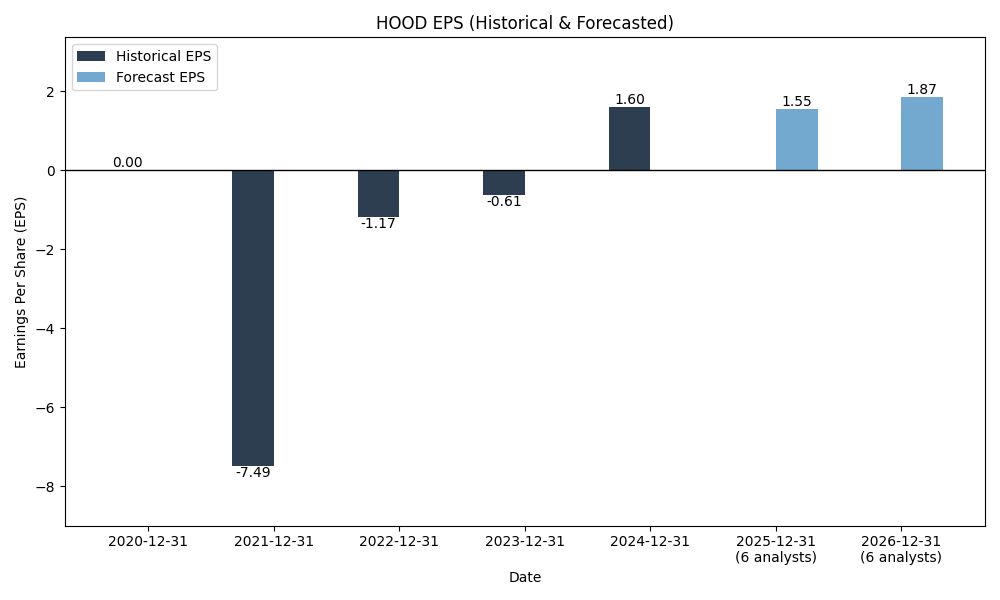 HOOD EPS (Historical & Forecasted)
Historical EPS
Forecast EPS
Earnings Per Share (EPS)
2
0
−2
−4
−6
−8
0.00
-7.49
-1.17
-0.61
1.60
1.55
1.87
2020-12-31
2021-12-31
2022-12-31
2023-12-31
2024-12-31
2025-12-31
(6 analysts)
2026-12-31
(6 analysts)
Date